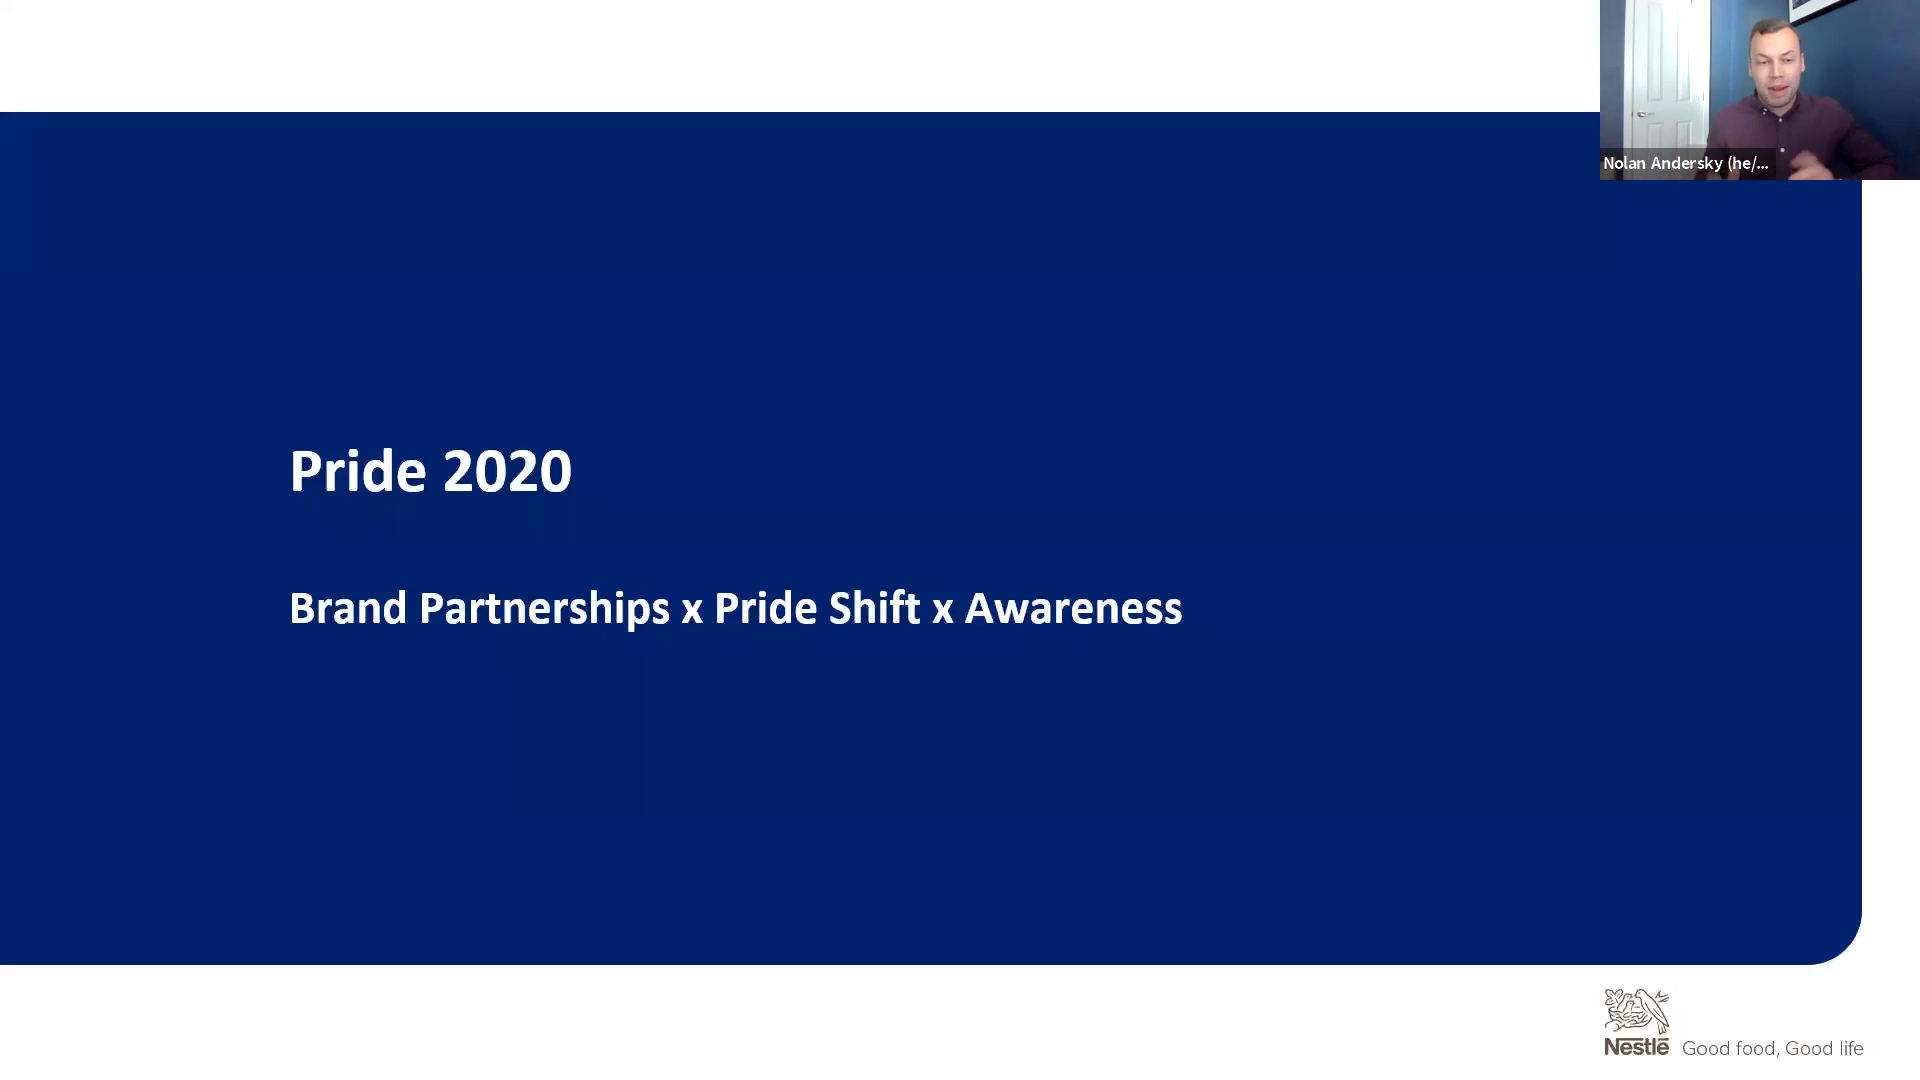 Nolan Andersky (he/...
Pride 2020
Brand Partnerships x Pride Shift x Awareness
Nestlé Good food, Good life